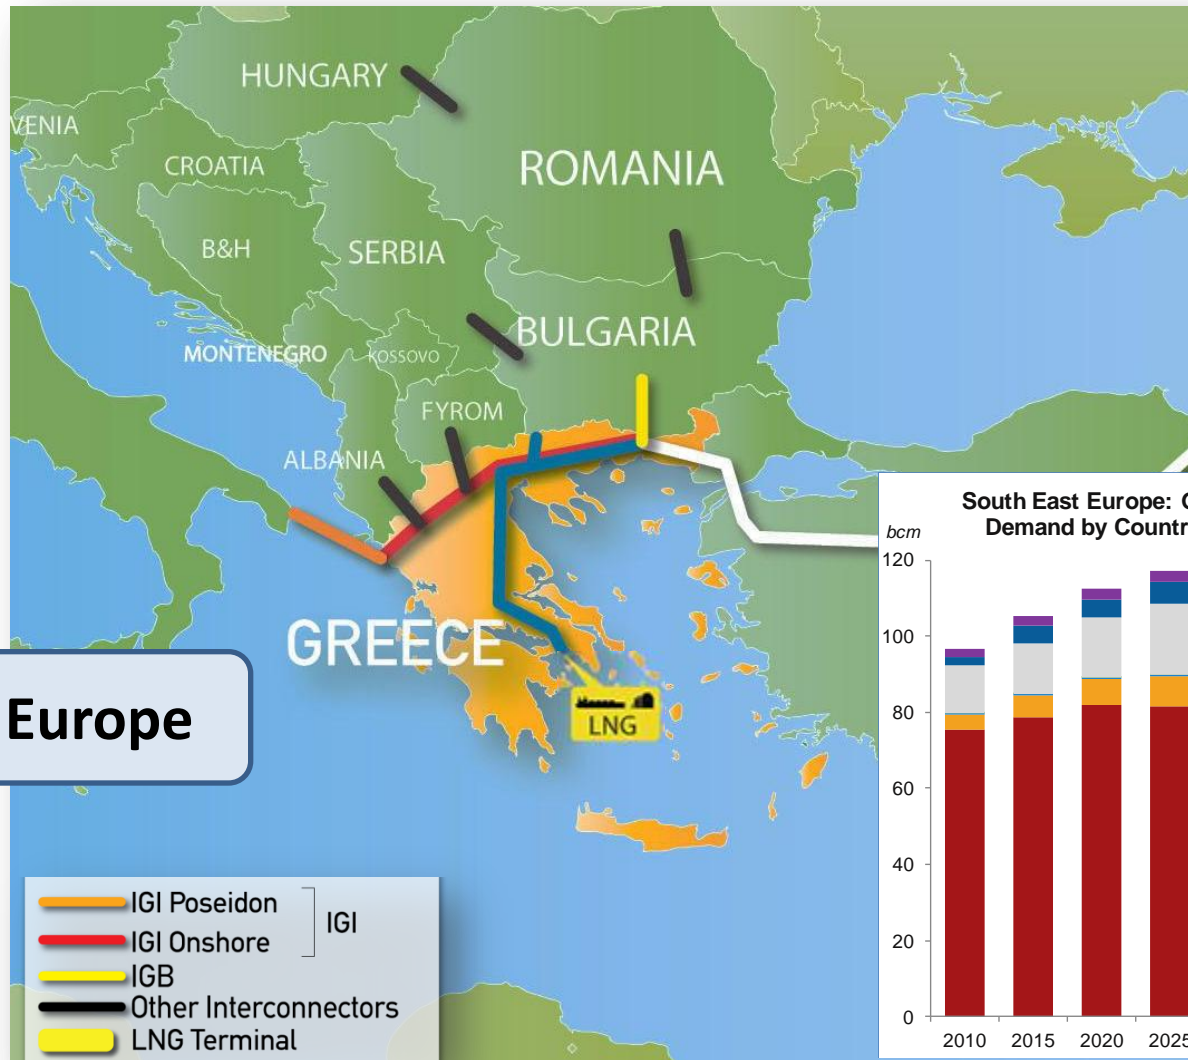 HUNGARY
VENIA
CROATIA
ROMANIA
B&H
SERBIA
BULGARIA
MONTENEGRO
KOSSOVO
FYROM
ALBANIA
GREECE
LNG
Europe
IGI Poseidon
IGI
IGI Onshore
IGB
Other Interconnectors
LNG Terminal
South East Europe: G
Demand by Countr
bcm
120
100
80
60
40
20
0
2010 2015 2020 2025